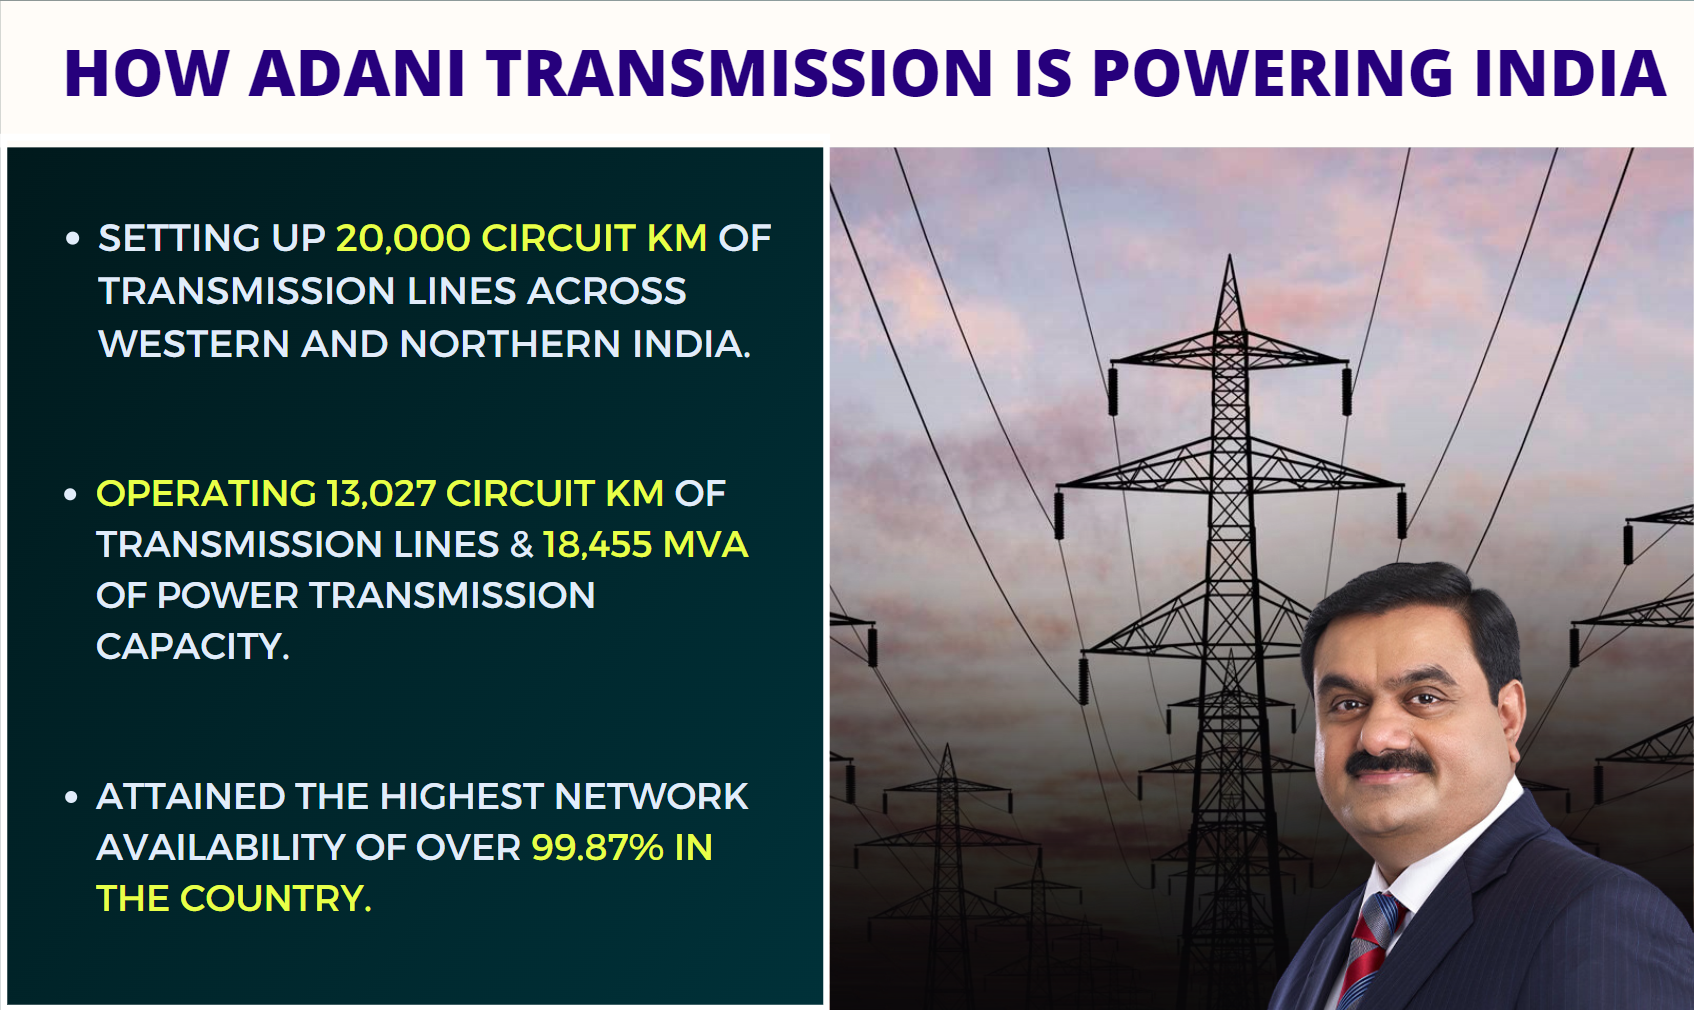 HOW ADANI TRANSMISSION IS POWERING INDIA
• SETTING UP 20,000 CIRCUIT KM OF
TRANSMISSION LINES ACROSS
WESTERN AND NORTHERN INDIA.
• OPERATING 13,027 CIRCUIT KM OF
TRANSMISSION LINES & 18,455 MVA
OF POWER TRANSMISSION
CAPACITY.
• ATTAINED THE HIGHEST NETWORK
AVAILABILITY OF OVER 99.87% IN
THE COUNTRY.